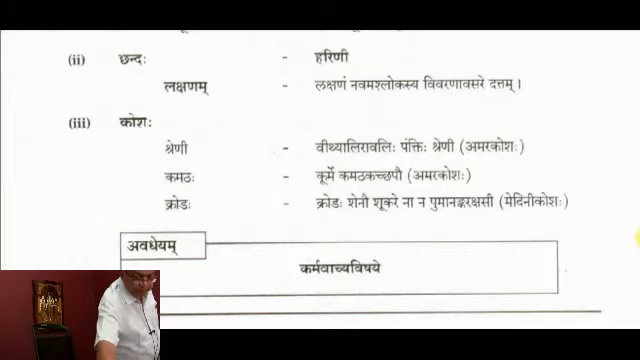 (ii) छन्दः - हरिणी
लक्षणम् - लक्षणं नवमश्लोकस्य विवरणावसरे दत्तम् ।
(iii) कोशः
श्रेणी - वीथ्यालिरावलिः पंक्तिः श्रेणी (अमरकोशः)
कमठः - कूर्मे कमठकच्छपौ (अमरकोशः)
क्रोडः - क्रोडः शेनौ शूकरे ना न पुमानङ्करक्षसी (मेदिनीकोशः)
अवधेयम्
कर्मवाच्यविषये